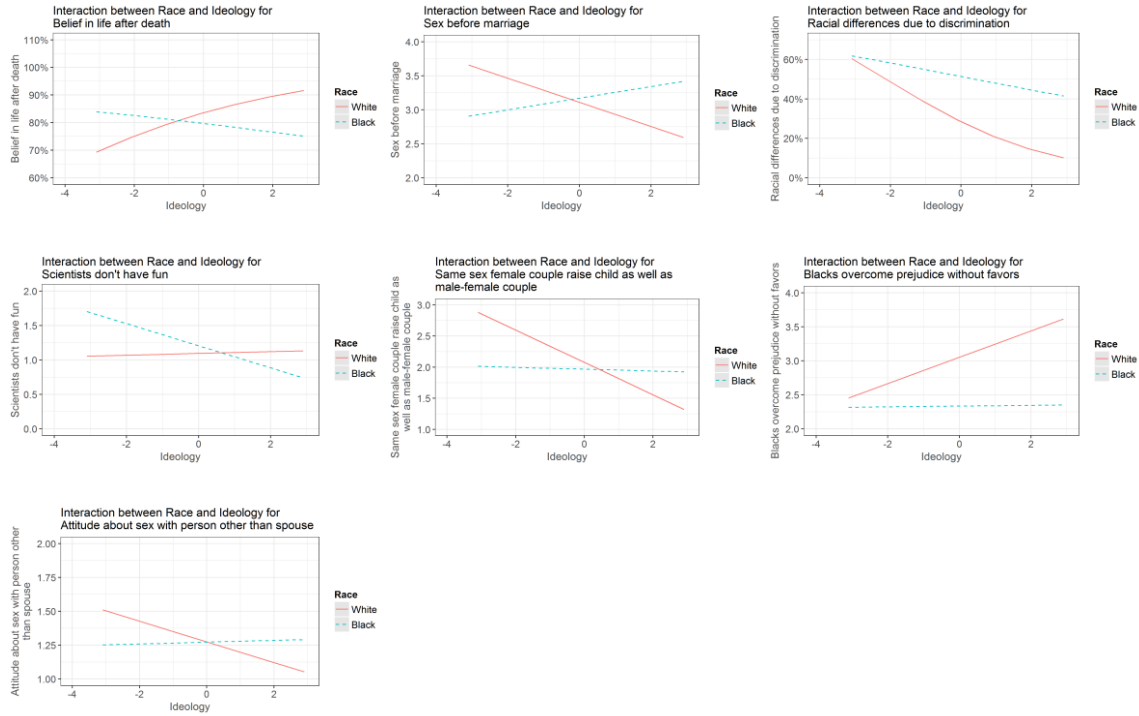 Interaction between Race and Ideology for
Belief in life after death
110%
100%
90%
80%
70%
60%
Belief in life after death
-4
-2
0
2
Ideology
Race
White
Black
Interaction between Race and Ideology for
Sex before marriage
4.0
3.5
3.0
2.5
2.0
Sex before marriage
-4
-2
0
2
Ideology
Race
White
Black
Interaction between Race and Ideology for
Racial differences due to discrimination
60%
40%
20%
0%
Racial differences due to discrimination
-4
-2
0
2
Ideology
Race
White
Black
Interaction between Race and Ideology for
Scientists don't have fun
2.0
1.5
1.0
0.5
0.0
Scientists don't have fun
-4
-2
0
2
Ideology
Race
White
Black
Interaction between Race and Ideology for
Same sex female couple raise child as well as
male-female couple
3.0
2.5
2.0
1.5
1.0
Same sex female couple raise child as
well as male-female couple
-4
-2
0
2
Ideology
Race
White
Black
Interaction between Race and Ideology for
Blacks overcome prejudice without favors
4.0
3.5
3.0
2.5
2.0
Blacks overcome prejudice without favors
-4
-2
0
2
Ideology
Race
White
Black
Interaction between Race and Ideology for
Attitude about sex with person other than spouse
2.00
1.75
1.50
1.25
1.00
Attitude about sex with person other
than spouse
-4
-2
0
2
Ideology
Race
White
Black